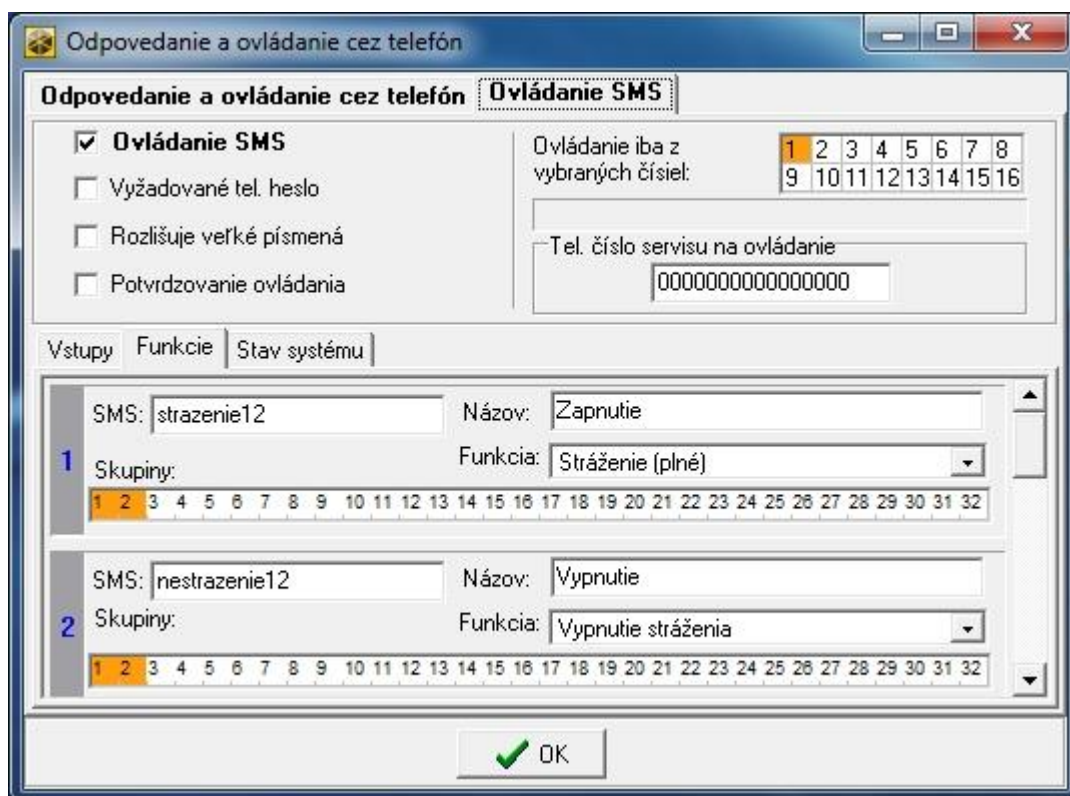 Odpovedanie a ovládanie cez telefón
Odpovedanie a ovládanie cez telefón Ovládanie SMS
Ovládanie SMS
Vyžadované tel. heslo
Rozlišuje veľké písmená
Potvrdzovanie ovládania
Ovládanie iba z
vybraných čísiel:
1 2 3 4 5 6 7 8
9 10 11 12 13 14 15 16
Tel. číslo servisu na ovládanie
0000000000000000
Vstupy Funkcie Stav systému
1
SMS: strazenie12 Názov: Zapnutie
Skupiny: Funkcia: Stráženie (plné)
1 2 3 4 5 6 7 8 9 10 11 12 13 14 15 16 17 18 19 20 21 22 23 24 25 26 27 28 29 30 31 32
2
SMS: nestrazenie12 Názov: Vypnutie
Skupiny: Funkcia: Vypnutie stráženia
1 2 3 4 5 6 7 8 9 10 11 12 13 14 15 16 17 18 19 20 21 22 23 24 25 26 27 28 29 30 31 32
OK